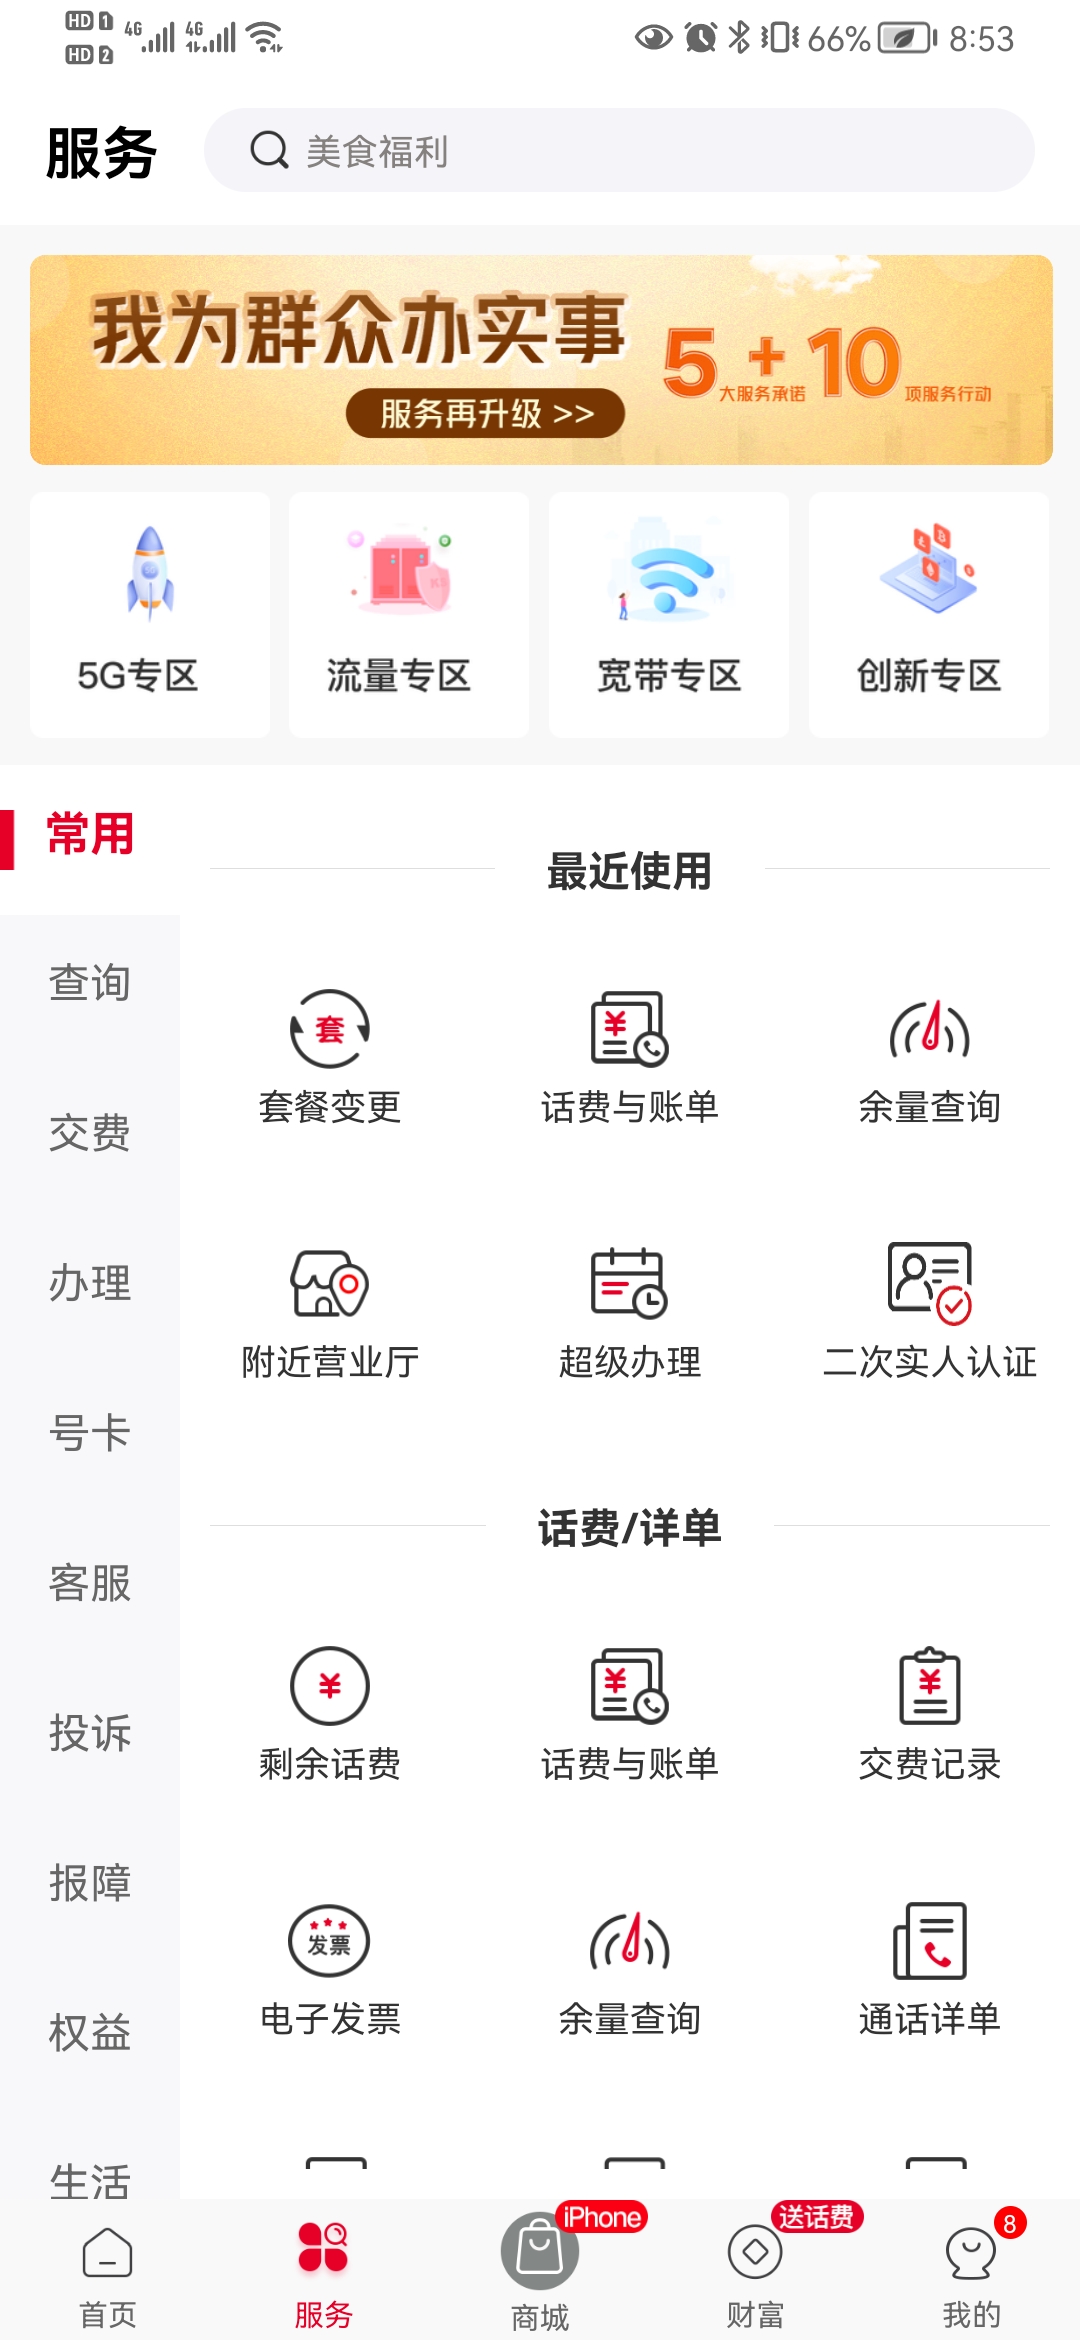 HD 1 4G 4G 66% 8:53
HD 2
服务 美食福利
我为群众办实事
5大服务承诺+10项服务行动
服务再升级 >>
5G专区 流量专区 宽带专区 创新专区
常用
查询
交费
办理
号卡
客服
投诉
报障
权益
生活
最近使用
套
¥
套餐变更 话费与账单 余量查询
附近营业厅 超级办理 二次实人认证
话费/详单
¥ ¥ ¥
剩余话费 话费与账单 交费记录
发票
电子发票 余量查询 通话详单
iPhone 送话费 8
首页 服务 商城 财富 我的